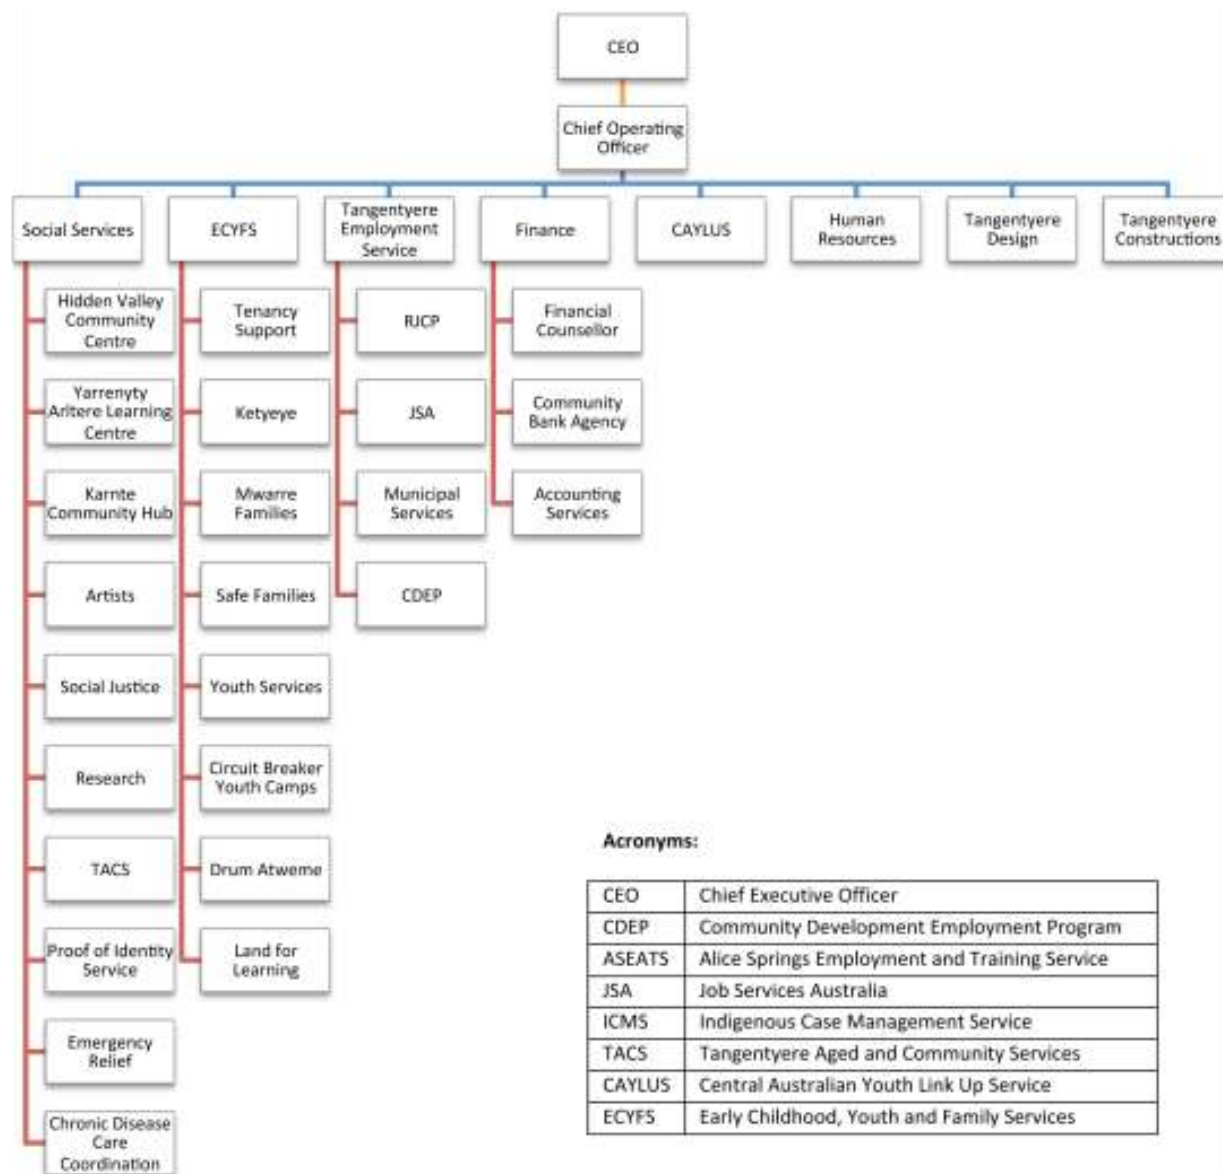 CEO
Chief Operating
Officer
Social Services
ECYFS
Tangentyere
Employment
Service
Finance
CAYLUS
Human
Resources
Tangentyere
Design
Tangentyere
Constructions
Hidden Valley
Community
Centre
Yarrenyty
Arltere Learning
Centre
Karnte
Community Hub
Artists
Social Justice
Research
TACS
Proof of Identity
Service
Emergency
Relief
Chronic Disease
Care
Coordination
Tenancy
Support
Ketyeye
Mwarre
Families
Safe Families
Youth Services
Circuit Breaker
Youth Camps
Drum Atweme
Land for
Learning
RJCP
JSA
Municipal
Services
CDEP
Financial
Counsellor
Community
Bank Agency
Accounting
Services
Acronyms:
CEO Chief Executive Officer
CDEP Community Development Employment Program
ASEATS Alice Springs Employment and Training Service
JSA Job Services Australia
ICMS Indigenous Case Management Service
TACS Tangentyere Aged and Community Services
CAYLUS Central Australian Youth Link Up Service
ECYFS Early Childhood, Youth and Family Services